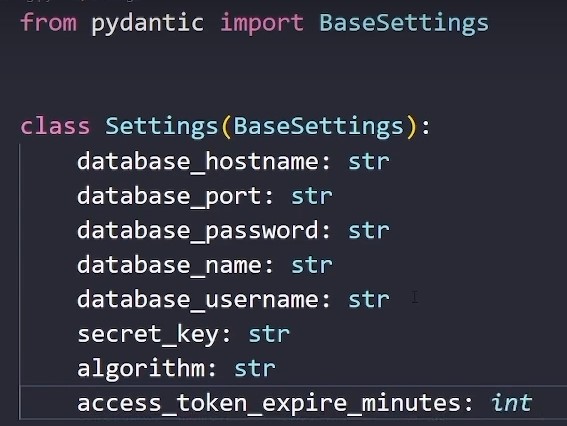 from pydantic import BaseSettings
class Settings(BaseSettings):
database_hostname: str
database_port: str
database_password: str
database_name: str
database_username: str
secret_key: str
algorithm: str
access_token_expire_minutes: int